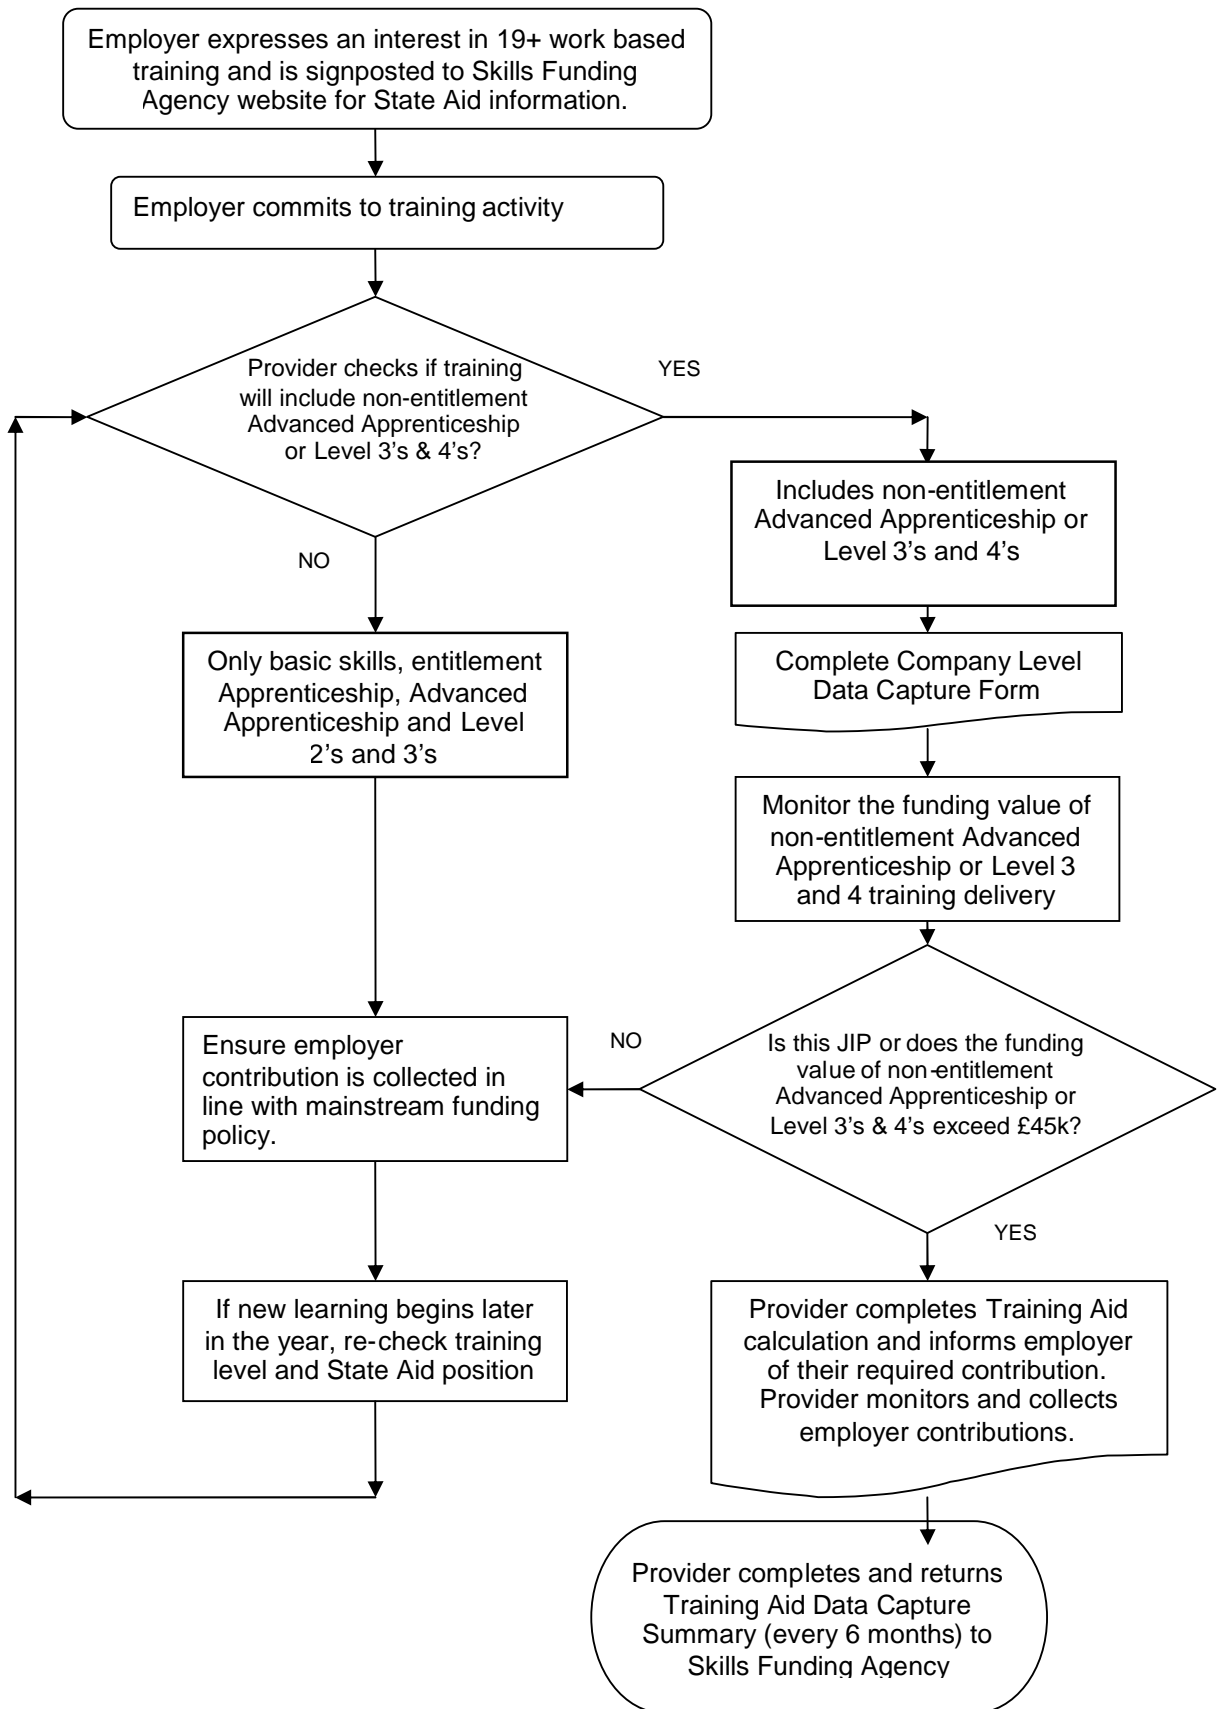 Employer expresses an interest in 19+ work based
training and is signposted to Skills Funding
Agency website for State Aid information.
Employer commits to training activity
Provider checks if training
will include non-entitlement
Advanced Apprenticeship
or Level 3’s & 4’s?
YES
NO
Includes non-entitlement
Advanced Apprenticeship or
Level 3’s and 4’s
Only basic skills, entitlement
Apprenticeship, Advanced
Apprenticeship and Level
2’s and 3’s
Complete Company Level
Data Capture Form
Monitor the funding value of
non-entitlement Advanced
Apprenticeship or Level 3
and 4 training delivery
Ensure employer
contribution is collected in
line with mainstream funding
policy.
NO
Is this JIP or does the funding
value of non-entitlement
Advanced Apprenticeship or
Level 3’s & 4’s exceed £45k?
YES
If new learning begins later
in the year, re-check training
level and State Aid position
Provider completes Training Aid
calculation and informs employer
of their required contribution.
Provider monitors and collects
employer contributions.
Provider completes and returns
Training Aid Data Capture
Summary (every 6 months) to
Skills Funding Agency